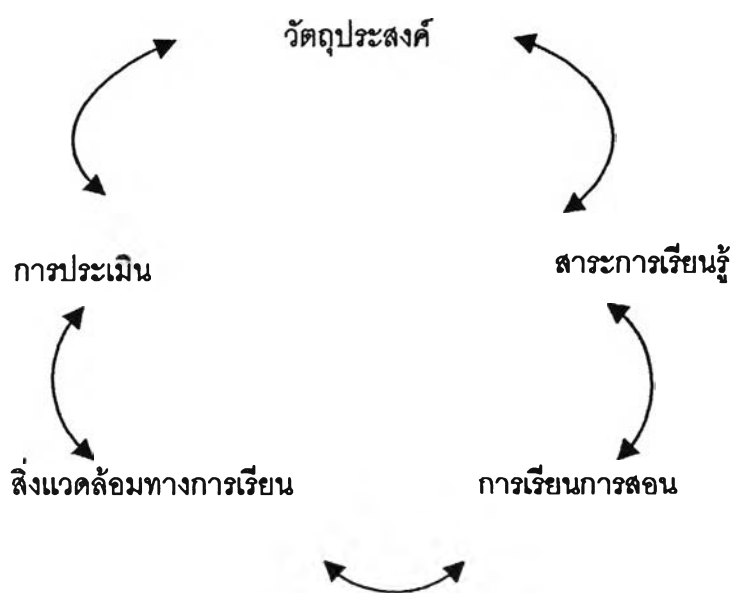 วัตถุประสงค์
การประเมิน
สาระการเรียนรู้
สิ่งแวดล้อมทางการเรียน
การเรียนการสอน